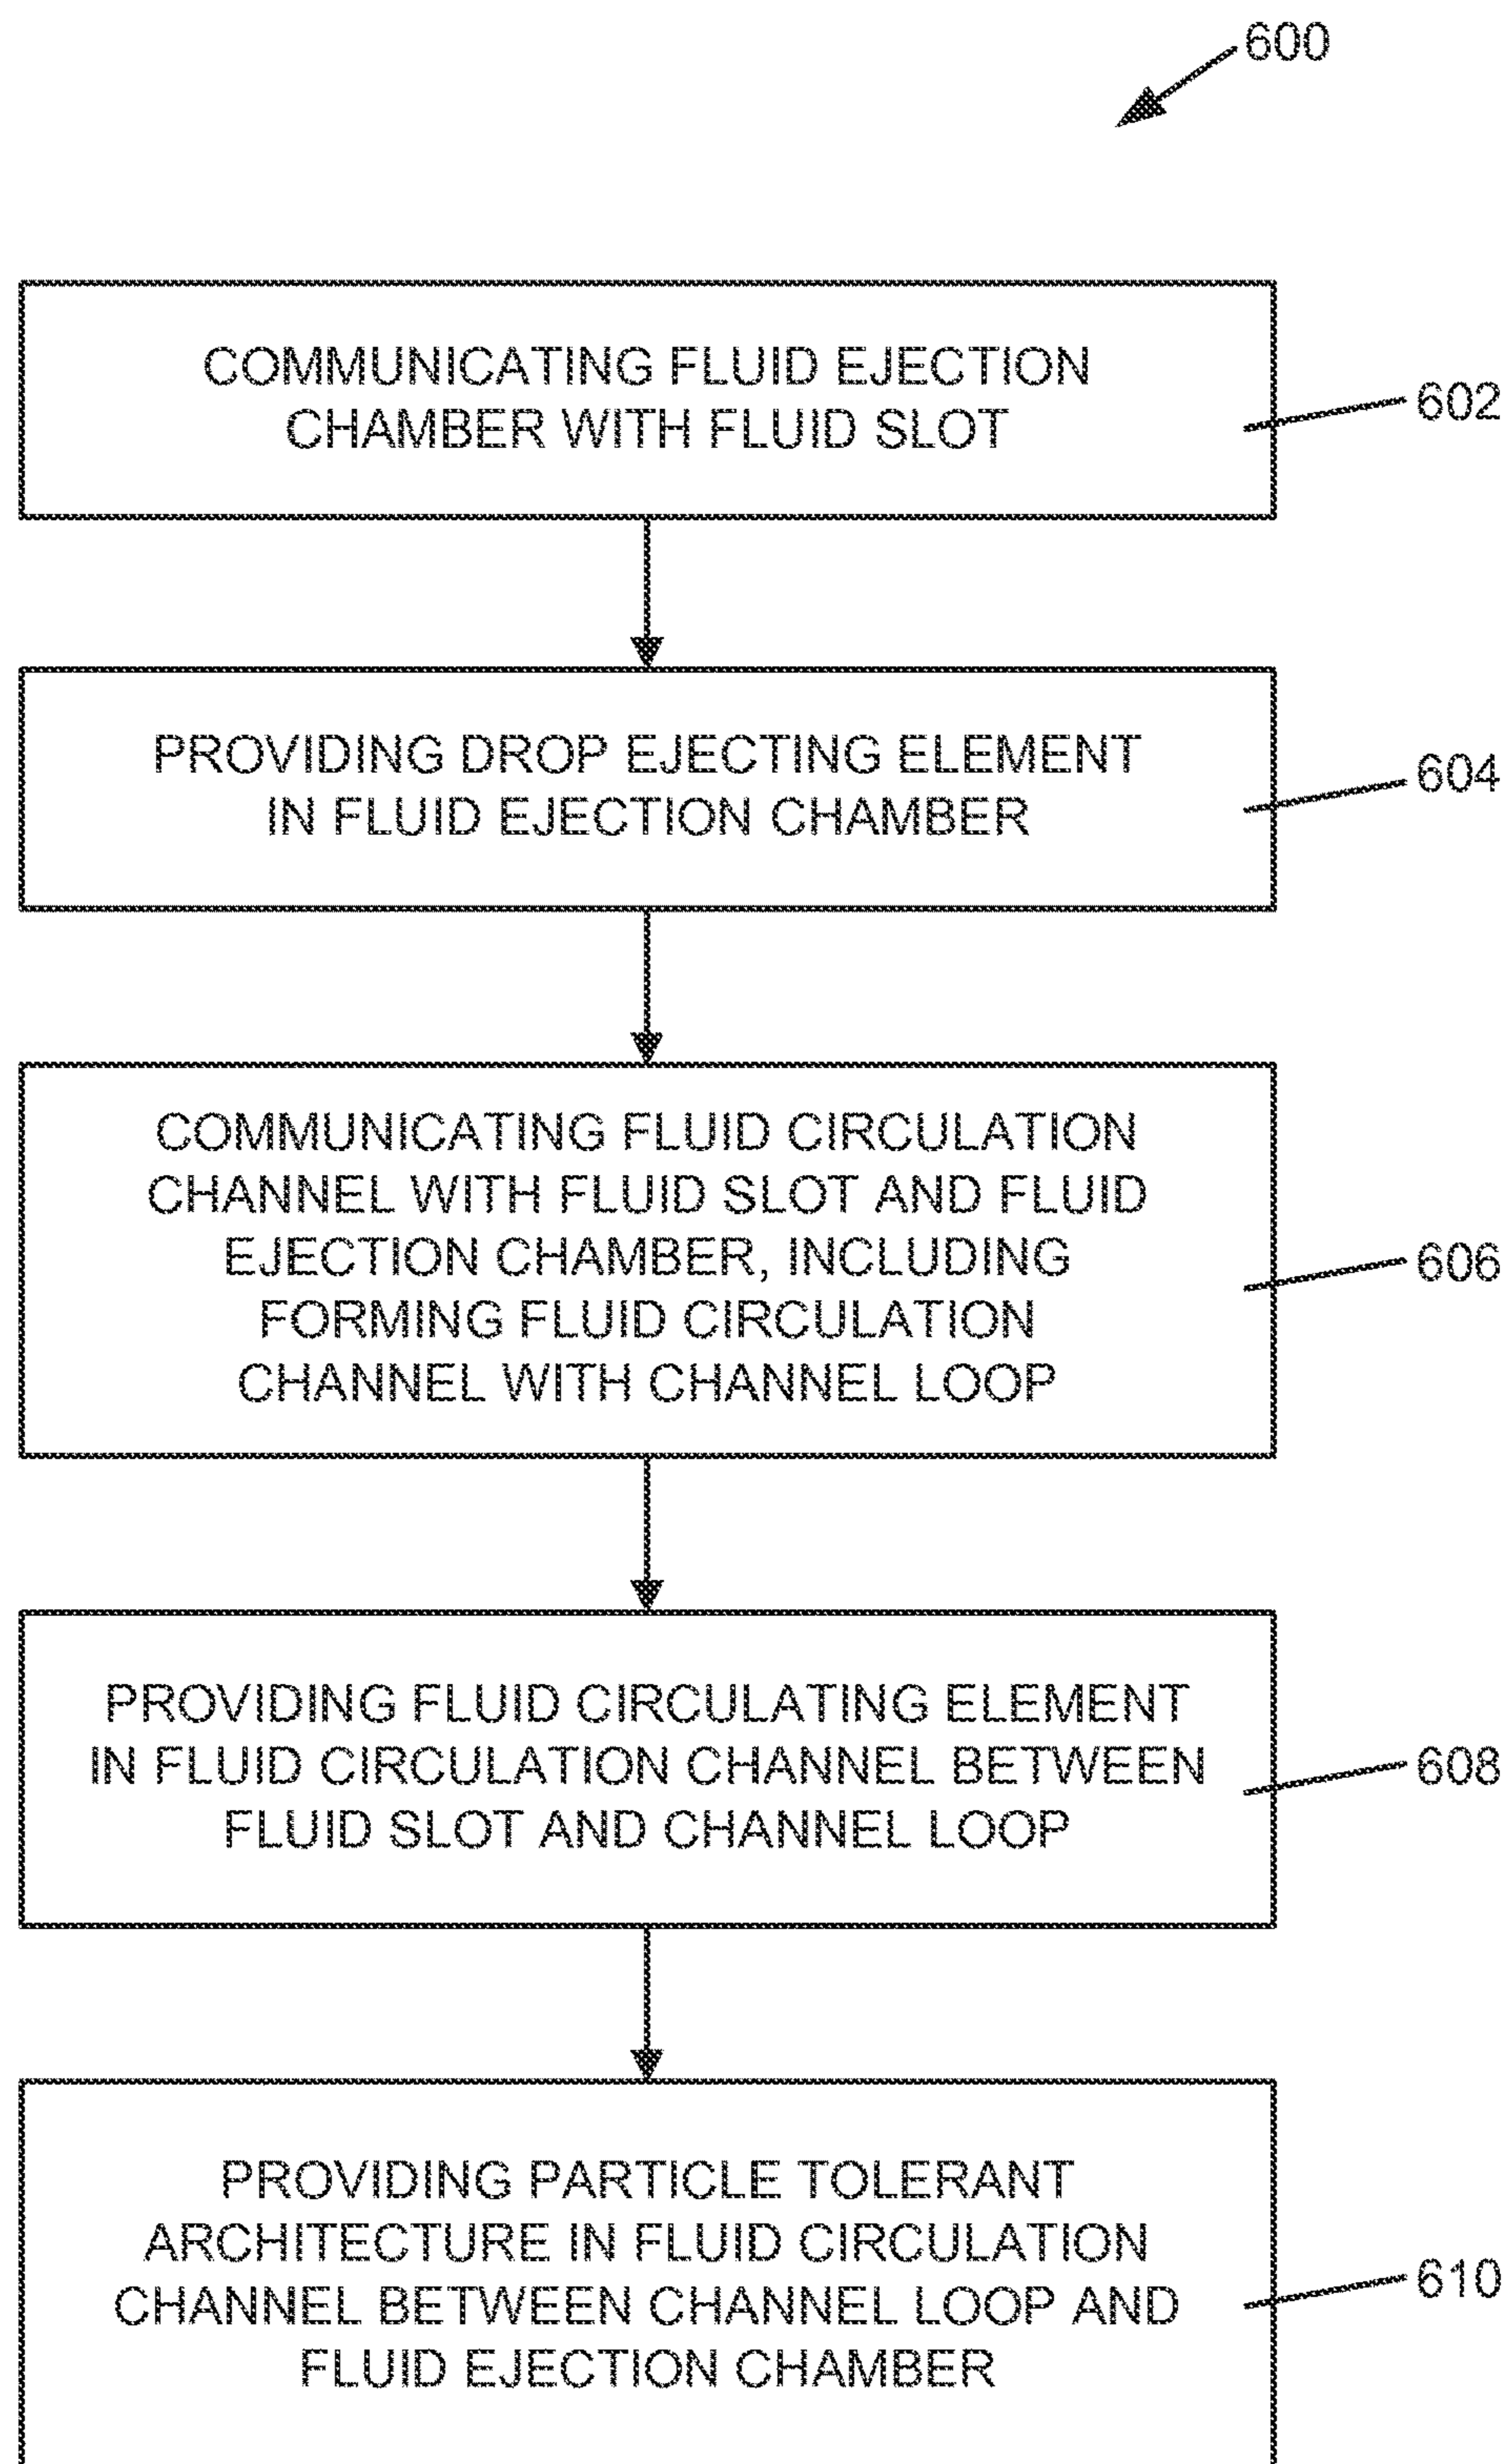 600
COMMUNICATING FLUID EJECTION
CHAMBER WITH FLUID SLOT
602
PROVIDING DROP EJECTING ELEMENT
IN FLUID EJECTION CHAMBER
604
COMMUNICATING FLUID CIRCULATION
CHANNEL WITH FLUID SLOT AND FLUID
EJECTION CHAMBER, INCLUDING
FORMING FLUID CIRCULATION
CHANNEL WITH CHANNEL LOOP
606
PROVIDING FLUID CIRCULATING ELEMENT
IN FLUID CIRCULATION CHANNEL BETWEEN
FLUID SLOT AND CHANNEL LOOP
608
PROVIDING PARTICLE TOLERANT
ARCHITECTURE IN FLUID CIRCULATION
CHANNEL BETWEEN CHANNEL LOOP AND
FLUID EJECTION CHAMBER
610